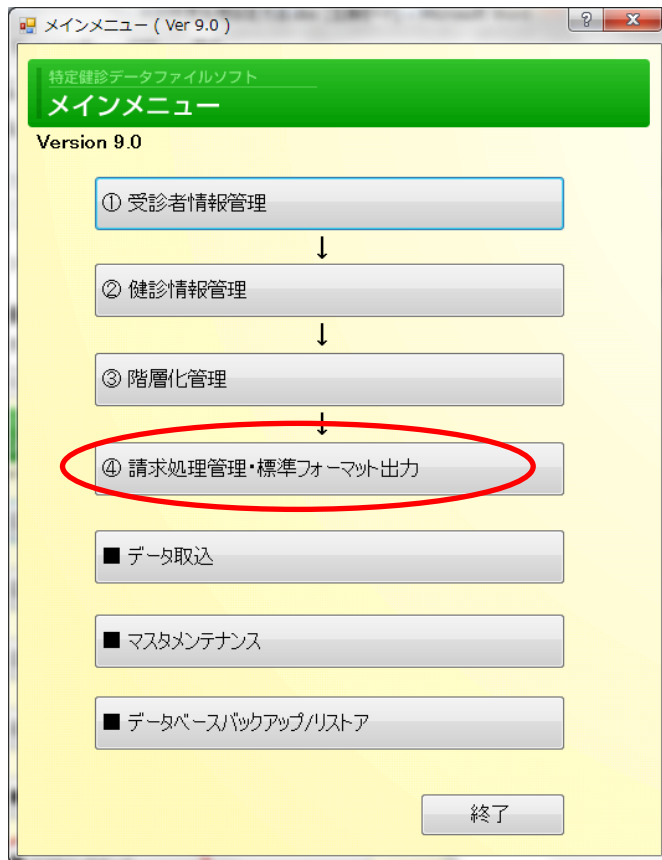 メインメニュー ( Ver 9.0 )
特定健診データファイルソフト
メインメニュー
Version 9.0
① 受診者情報管理
↓
② 健診情報管理
↓
③ 階層化管理
↓
④ 請求処理管理・標準フォーマット出力
■ データ取込
■ マスタメンテナンス
■ データベースバックアップ/リストア
終了